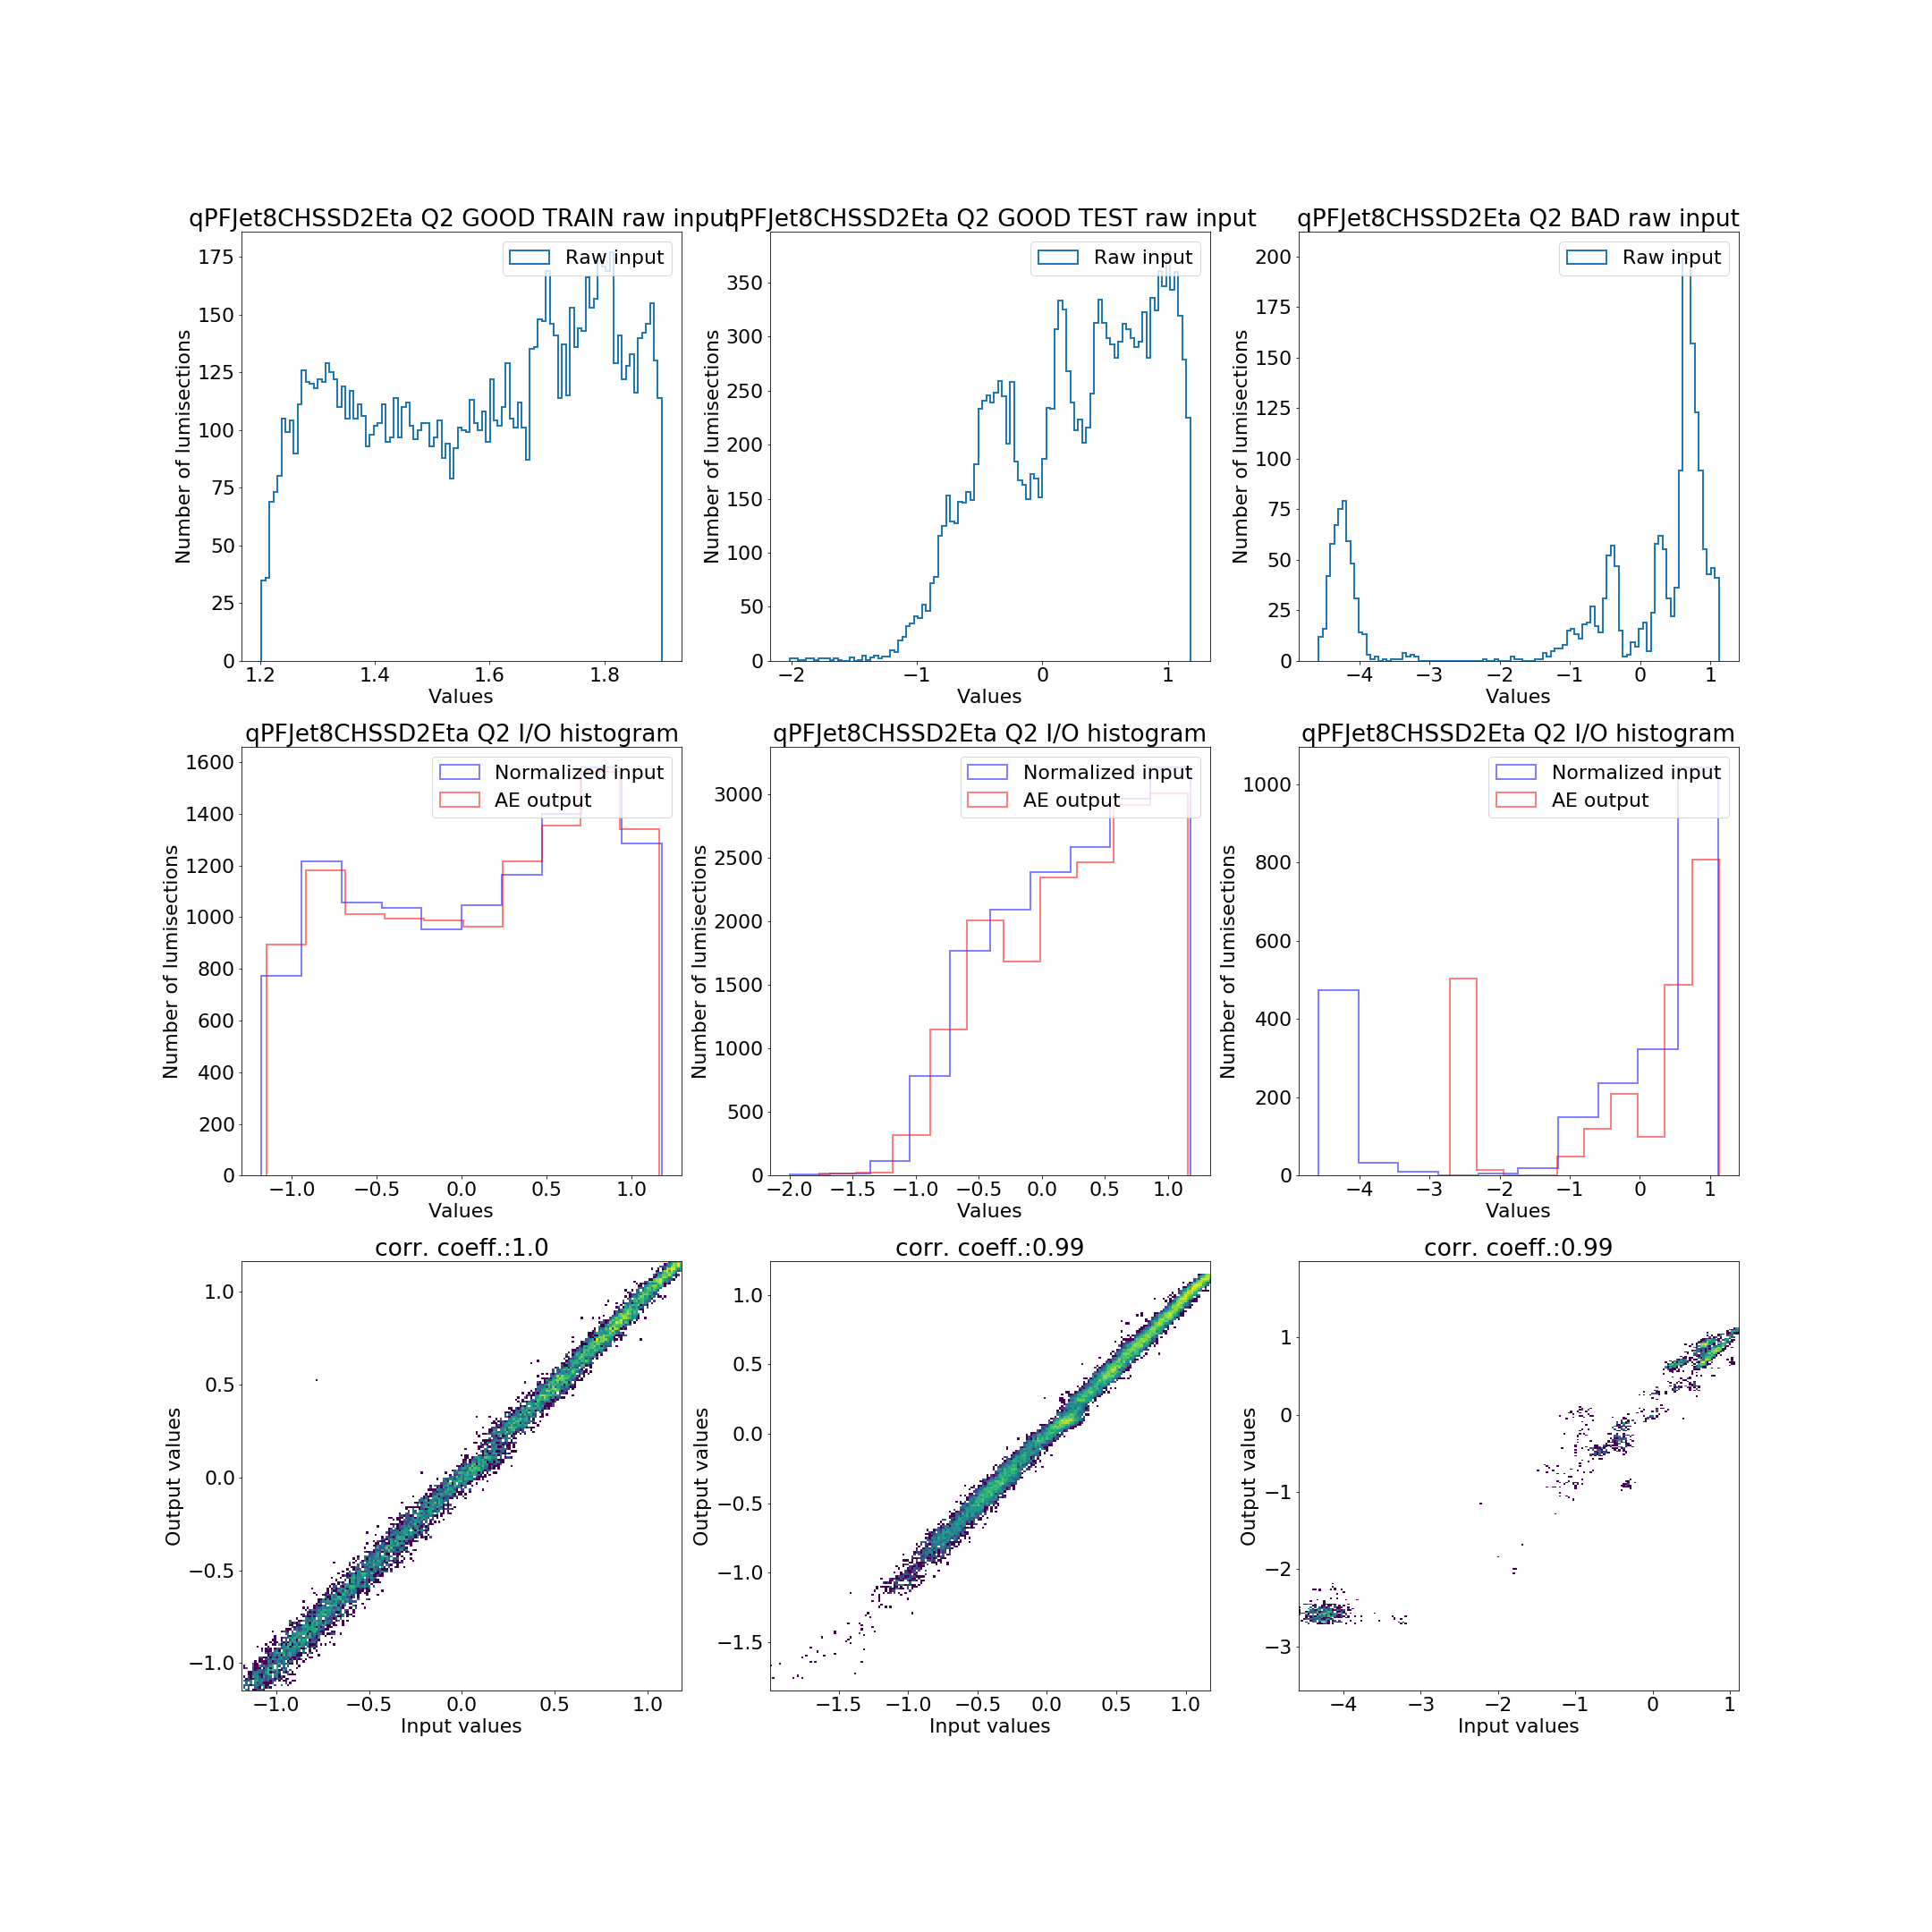 qPFJet8CHSSD2Eta Q2 GOOD TRAIN raw input
qPFJet8CHSSD2Eta Q2 GOOD TEST raw input
qPFJet8CHSSD2Eta Q2 BAD raw input
Raw input
Number of lumisections
175
150
125
100
75
50
25
0
1.2 1.4 1.6 1.8
Values
Raw input
Number of lumisections
350
300
250
200
150
100
50
0
−2 −1 0 1
Values
Raw input
Number of lumisections
200
175
150
125
100
75
50
25
0
−4 −3 −2 −1 0 1
Values
qPFJet8CHSSD2Eta Q2 I/O histogram
Normalized input
AE output
Number of lumisections
1600
1400
1200
1000
800
600
400
200
0
−1.0 −0.5 0.0 0.5 1.0
Values
qPFJet8CHSSD2Eta Q2 I/O histogram
Normalized input
AE output
Number of lumisections
3000
2500
2000
1500
1000
500
0
−2.0 −1.5 −1.0 −0.5 0.0 0.5 1.0
Values
qPFJet8CHSSD2Eta Q2 I/O histogram
Normalized input
AE output
Number of lumisections
1000
800
600
400
200
0
−4 −3 −2 −1 0 1
Values
corr. coeff.:1.0
Output values
1.0
0.5
0.0
−0.5
−1.0
−1.0 −0.5 0.0 0.5 1.0
Input values
corr. coeff.:0.99
Output values
1.0
0.5
0.0
−0.5
−1.0
−1.5
−1.5 −1.0 −0.5 0.0 0.5 1.0
Input values
corr. coeff.:0.99
Output values
1
0
−1
−2
−3
−4 −3 −2 −1 0 1
Input values